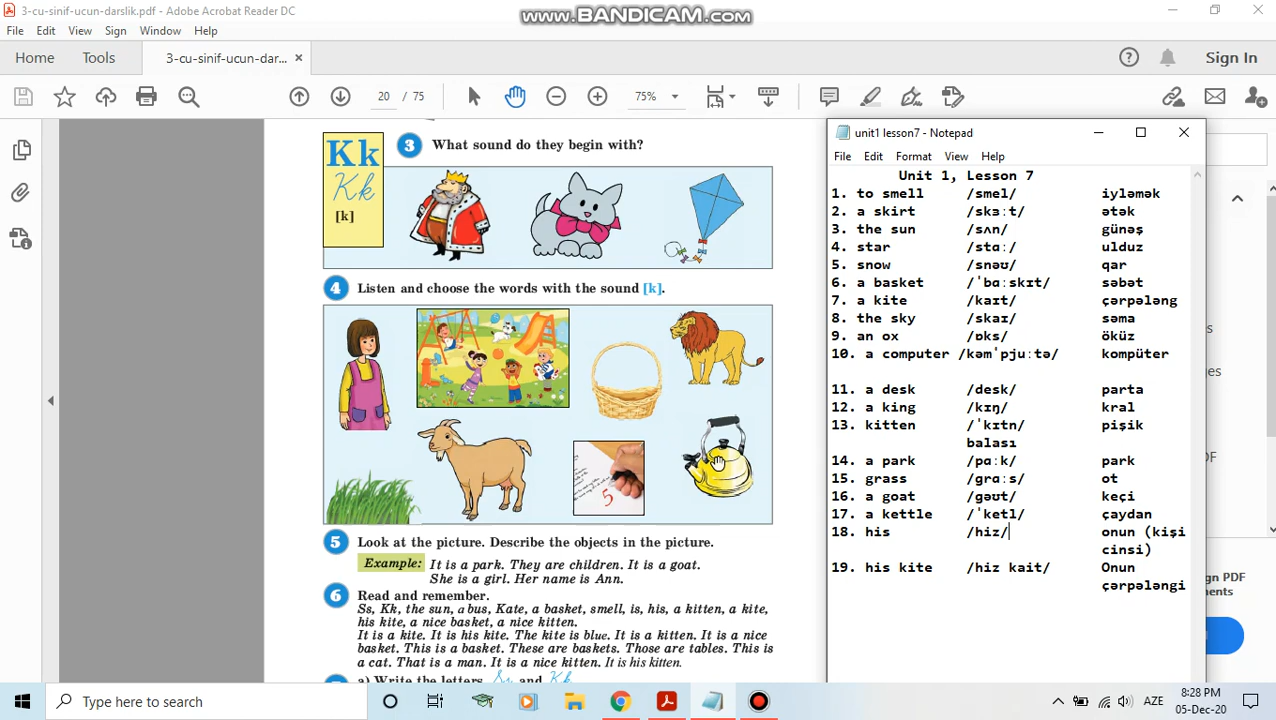 3-cu-sinif-ucun-darslik.pdf - Adobe Acrobat Reader DC
www.BANDICAM.com
File Edit View Sign Window Help
Home Tools 3-cu-sinif-ucun-dar... × Sign In
20 / 75 75%
Kk
Kk
[k]
3 What sound do they begin with?
4 Listen and choose the words with the sound [k].
5
5 Look at the picture. Describe the objects in the picture.
Example: It is a park. They are children. It is a goat.
She is a girl. Her name is Ann.
6 Read and remember.
Ss, Kk, the sun, a bus, Kate, a basket, smell, is, his, a kitten, a kite,
his kite, a nice basket, a nice kitten.
It is a kite. It is his kite. The kite is blue. It is a kitten. It is a nice
basket. This is a basket. These are baskets. Those are tables. This is
a cat. That is a man. It is a nice kitten. It is his kitten.
a) Write the letters Ss and Kk
unit1 lesson7 - Notepad
File Edit Format View Help
Unit 1, Lesson 7
1. to smell /smel/ iyləmək
2. a skirt /skɜːt/ ətək
3. the sun /sʌn/ günəş
4. star /stɑː/ ulduz
5. snow /snəʊ/ qar
6. a basket /ˈbɑːskɪt/ səbət
7. a kite /kaɪt/ çərpələng
8. the sky /skaɪ/ səma
9. an ox /ɒks/ öküz
10. a computer /kəmˈpjuːtə/ kompüter
11. a desk /desk/ parta
12. a king /kɪŋ/ kral
13. kitten /ˈkɪtn/ pişik
balası
14. a park /pɑːk/ park
15. grass /grɑːs/ ot
16. a goat /gəʊt/ keçi
17. a kettle /ˈketl/ çaydan
18. his /hiz/ onun (kişi
cinsi)
19. his kite /hiz kait/ Onun
çərpələngi
Type here to search
AZE
8:28 PM
05-Dec-20